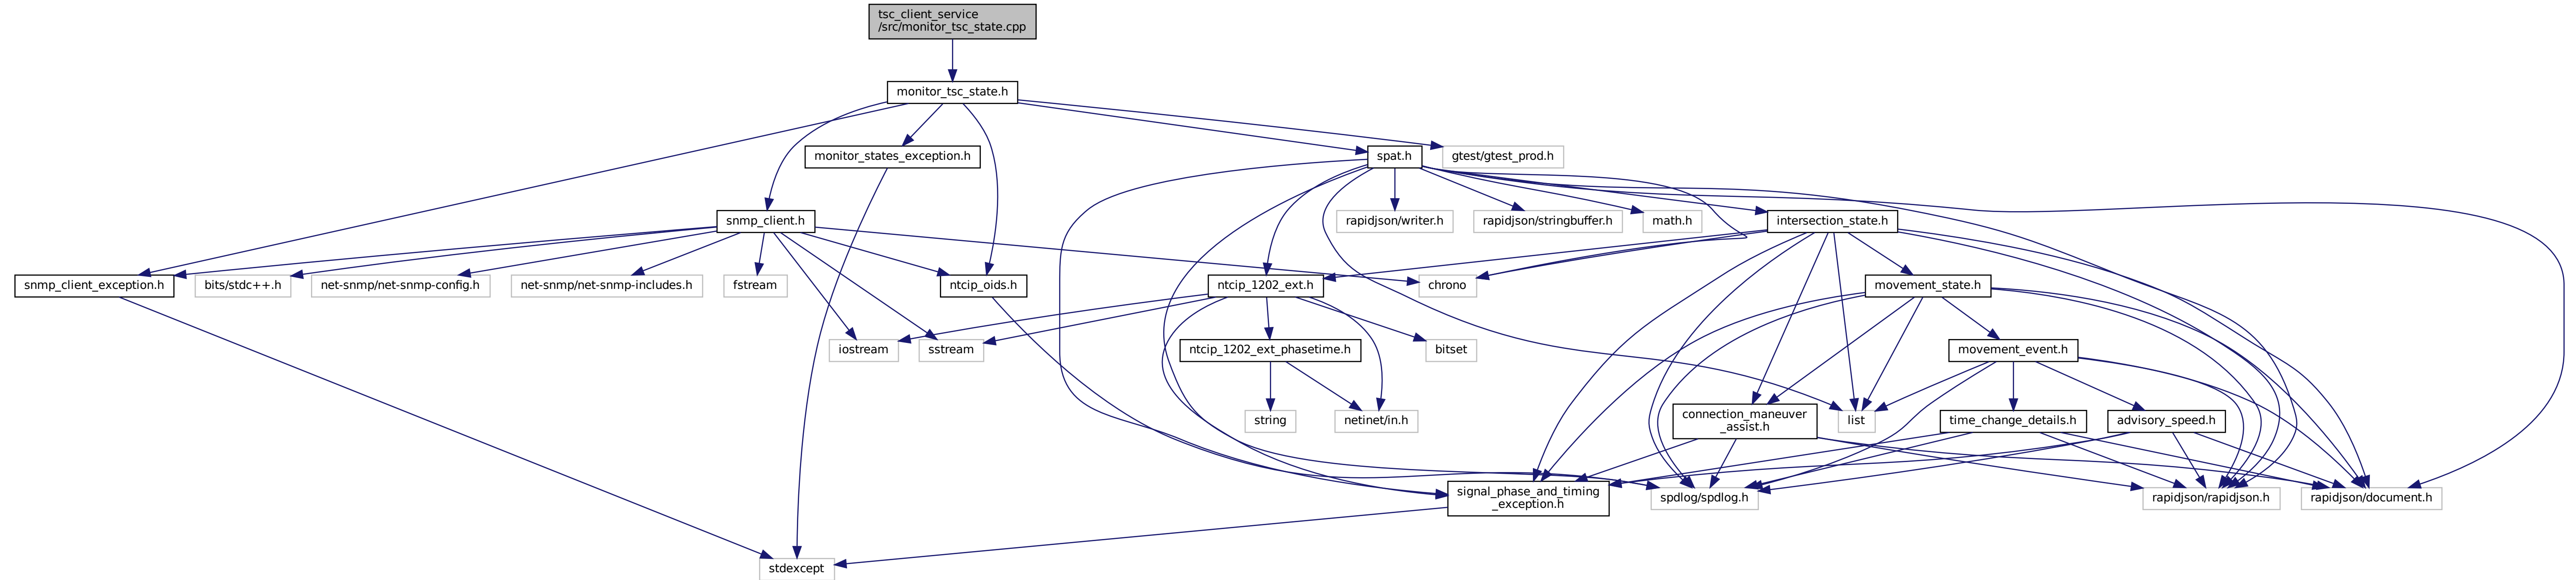 tsc_client_service
/src/monitor_tsc_state.cpp
monitor_tsc_state.h
monitor_states_exception.h
spat.h
gtest/gtest_prod.h
snmp_client.h
rapidjson/writer.h
rapidjson/stringbuffer.h
math.h
intersection_state.h
snmp_client_exception.h
bits/stdc++.h
net-snmp/net-snmp-config.h
net-snmp/net-snmp-includes.h
fstream
ntcip_oids.h
ntcip_1202_ext.h
chrono
movement_state.h
iostream
sstream
ntcip_1202_ext_phasetime.h
bitset
movement_event.h
string
netinet/in.h
connection_maneuver
_assist.h
list
time_change_details.h
advisory_speed.h
signal_phase_and_timing
_exception.h
spdlog/spdlog.h
rapidjson/rapidjson.h
rapidjson/document.h
stdexcept